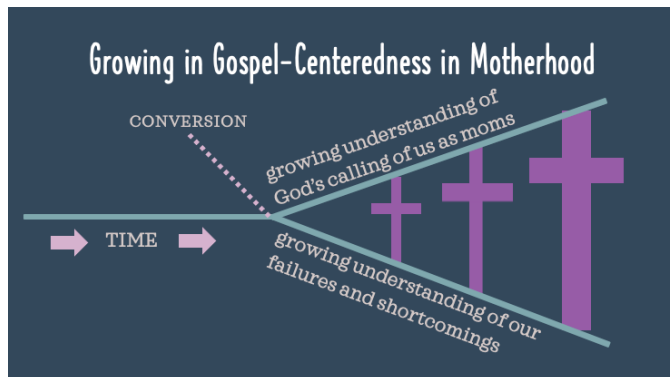 Growing in Gospel-Centeredness in Motherhood
CONVERSION
growing understanding of
God's calling of us as moms
TIME
growing understanding of our
failures and shortcomings